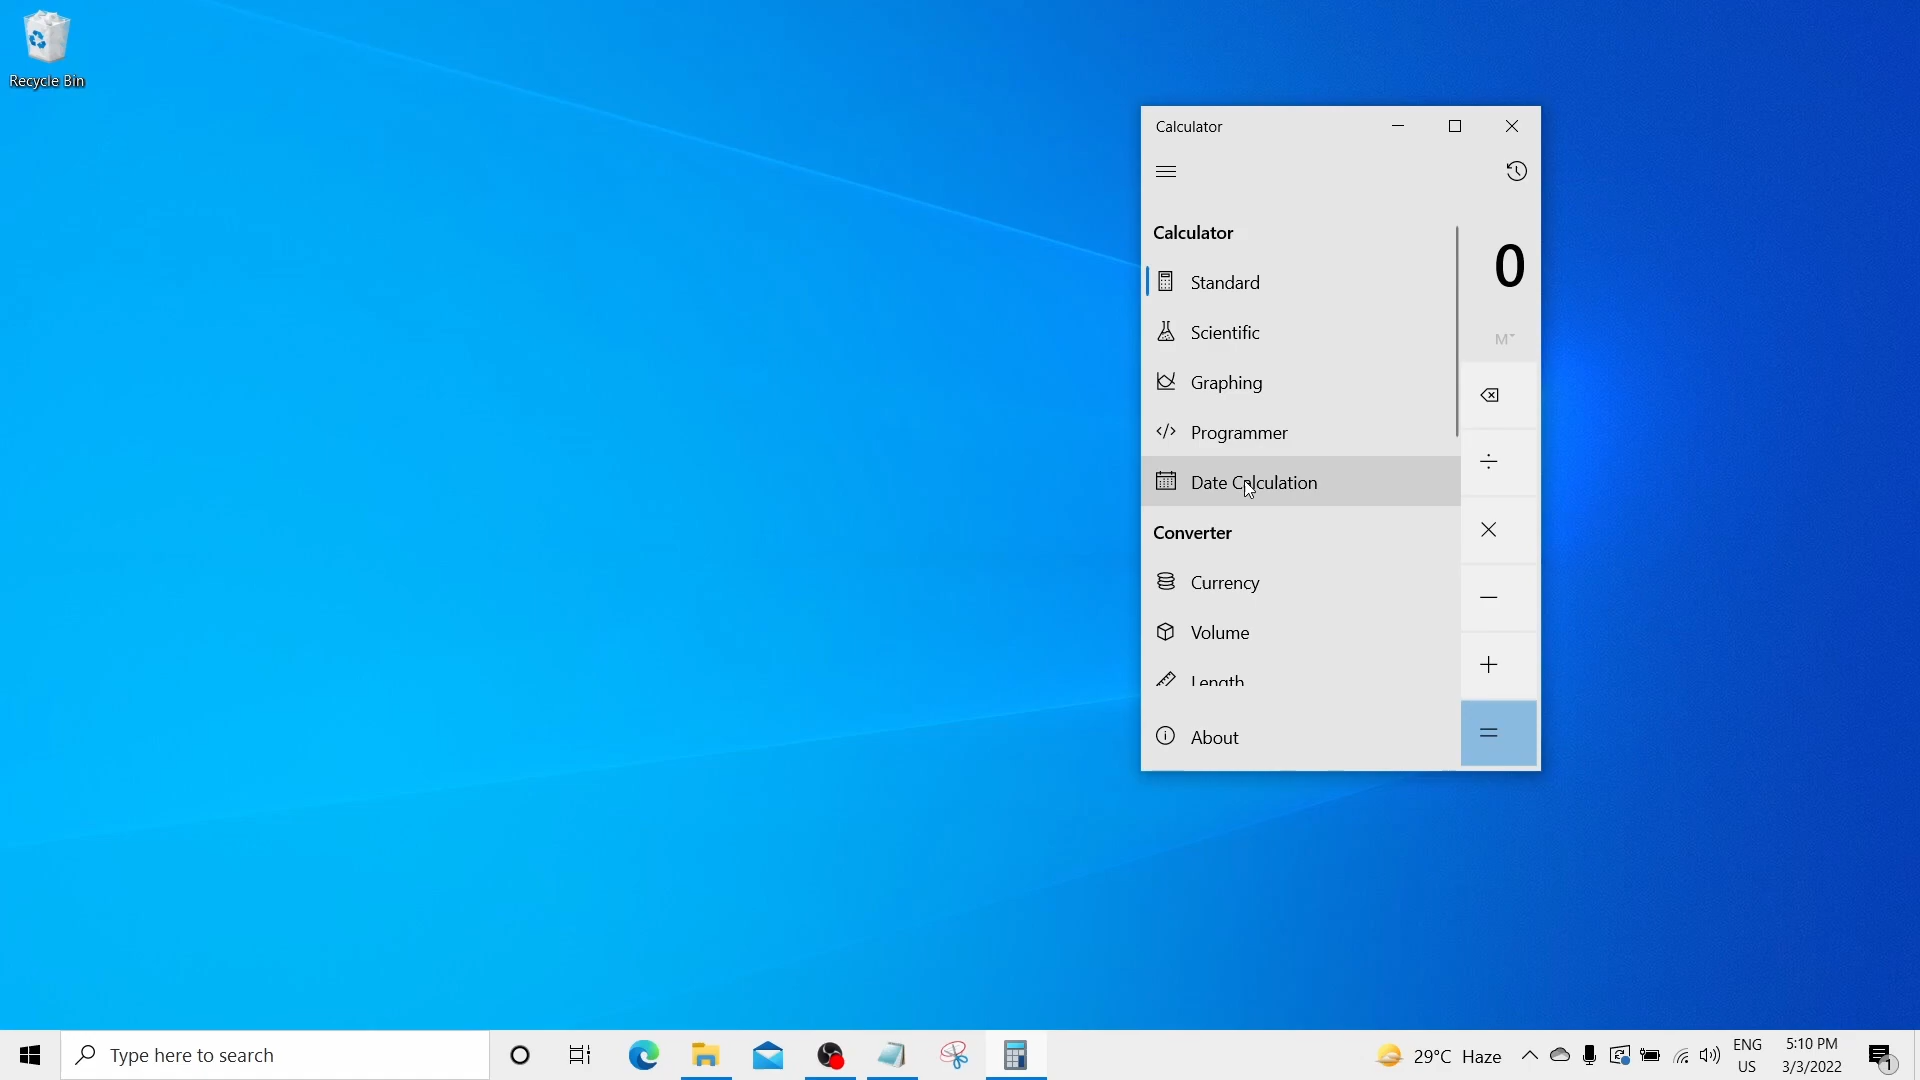 Recycle Bin
Calculator
Calculator
0
Standard
M
Scientific
Graphing
Programmer
Date Calculation
Converter
Currency
Volume
Length
About
Type here to search
29°C Haze
ENG
US
5:10 PM
3/3/2022
1